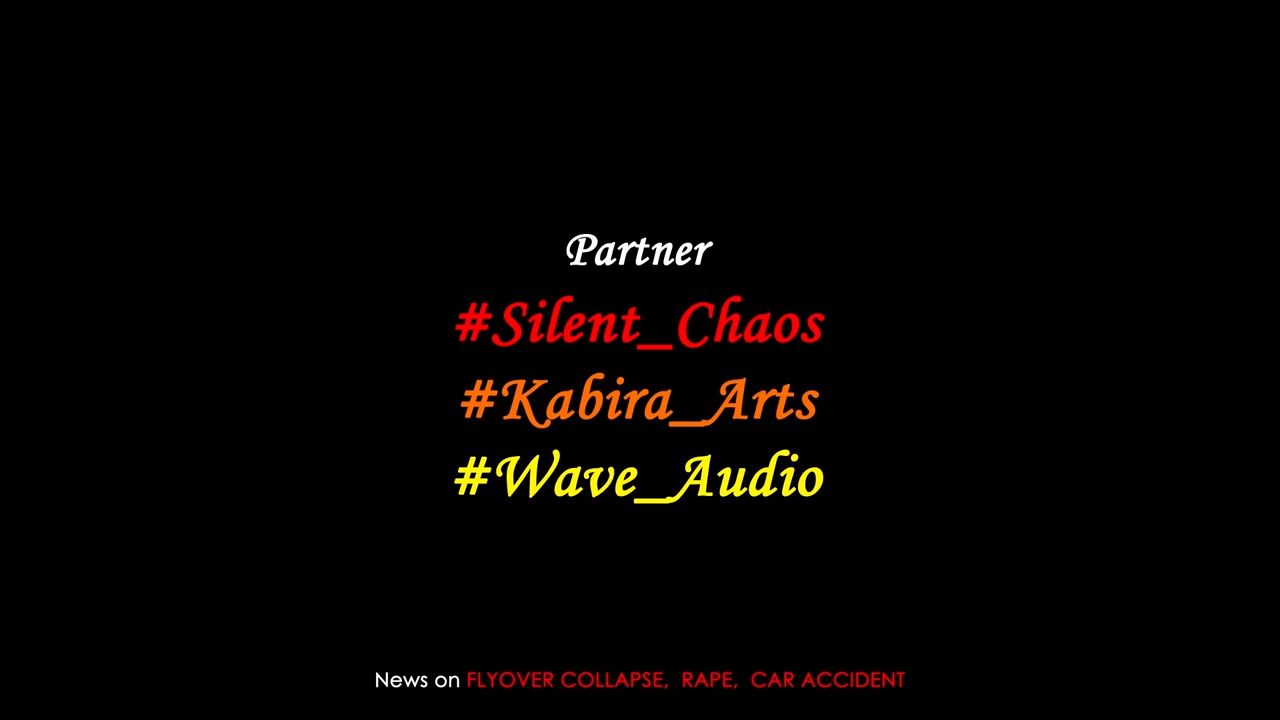 Partner
#Silent_Chaos
#Kabira_Arts
#Wave_Audio
News on FLYOVER COLLAPSE, RAPE, CAR ACCIDENT